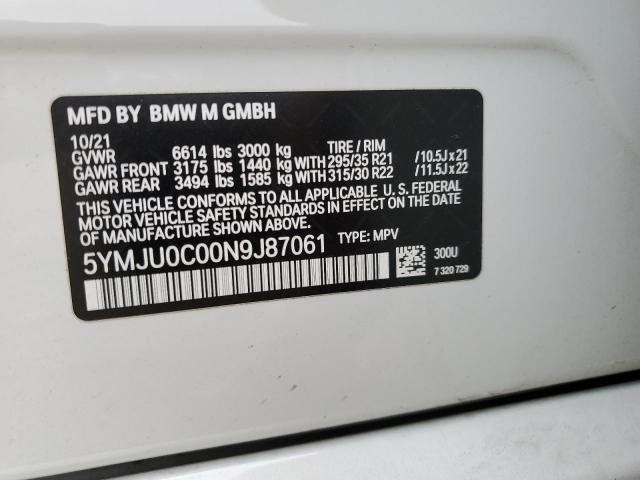 MFD BY BMW M GMBH
10/21
GVWR 6614 lbs 3000 kg TIRE / RIM
GAWR FRONT 3175 lbs 1440 kg WITH 295/35 R21 / 10.5J x 21
GAWR REAR 3494 lbs 1585 kg WITH 315/30 R22 / 11.5J x 22
THIS VEHICLE CONFORMS TO ALL APPLICABLE U. S. FEDERAL
MOTOR VEHICLE SAFETY STANDARDS IN EFFECT ON THE DATE
OF MANUFACTURE SHOWN ABOVE.
5YMJU0C00N9J87061 TYPE: MPV
300U
7 320 729